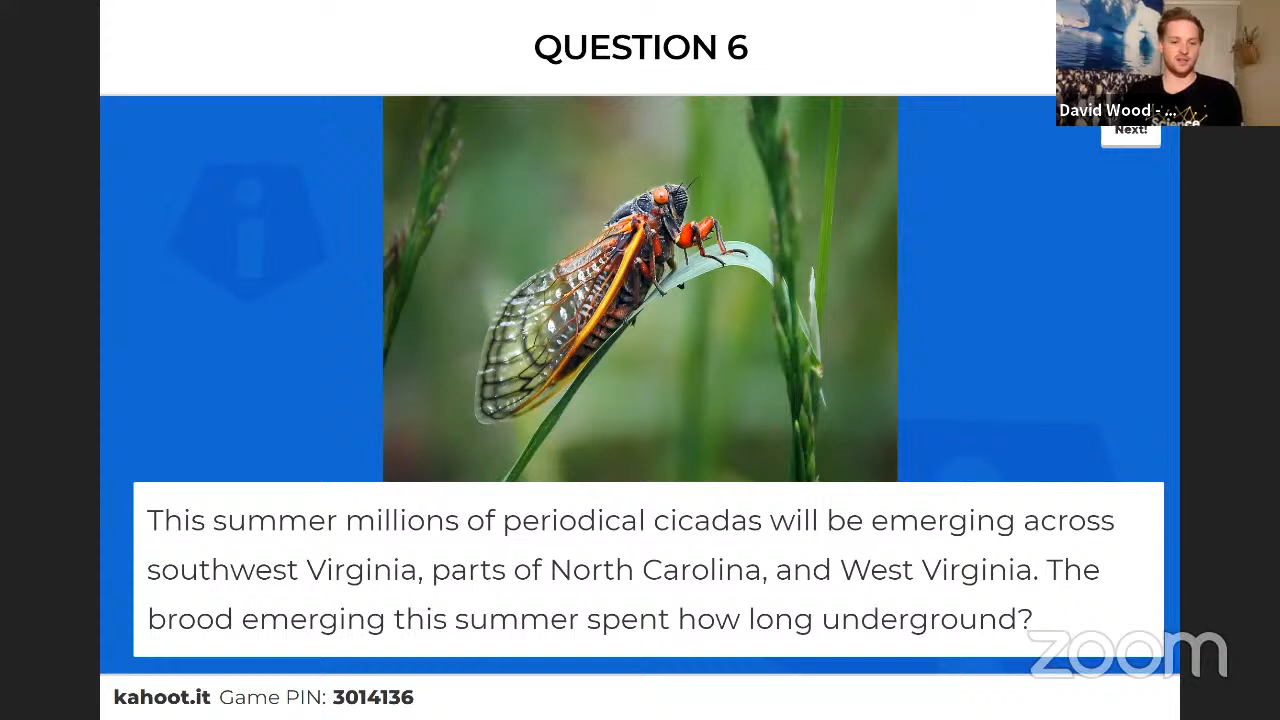 QUESTION 6
David Wood - ...
Science
Next!
This summer millions of periodical cicadas will be emerging across
southwest Virginia, parts of North Carolina, and West Virginia. The
brood emerging this summer spent how long underground?
zoom
kahoot.it Game PIN: 3014136